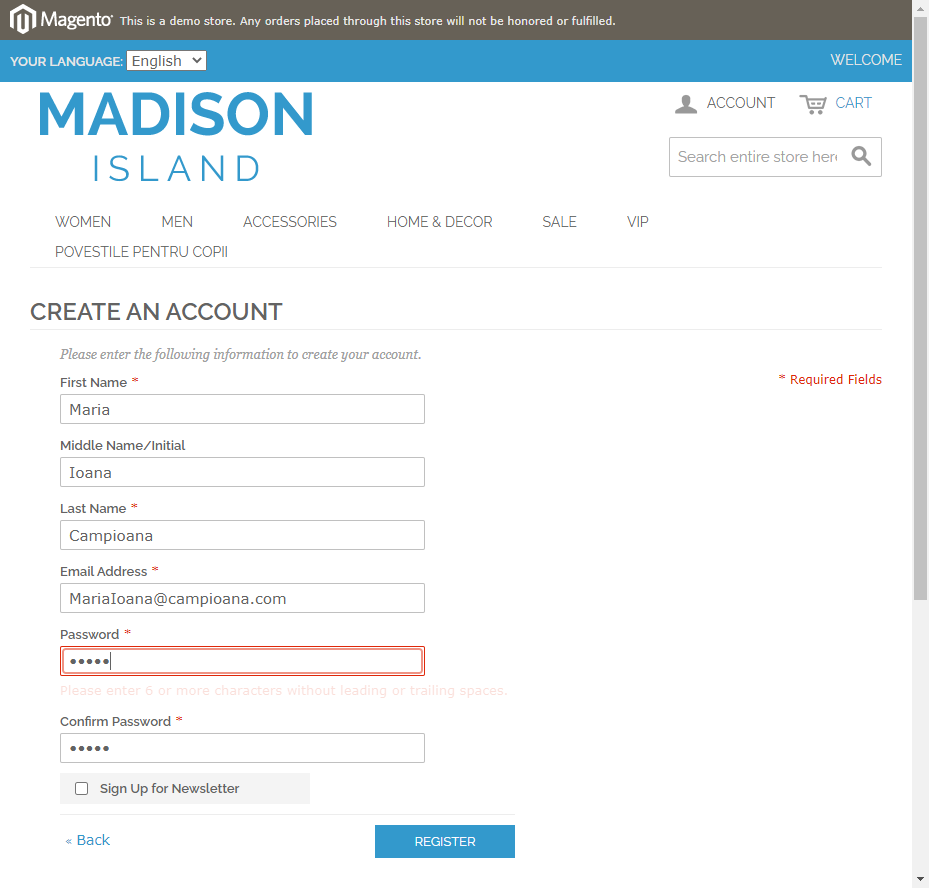 Magento This is a demo store. Any orders placed through this store will not be honored or fulfilled.
YOUR LANGUAGE: English WELCOME
MADISON
ISLAND
ACCOUNT CART
Search entire store here
WOMEN MEN ACCESSORIES HOME & DECOR SALE VIP
POVESTILE PENTRU COPII
CREATE AN ACCOUNT
Please enter the following information to create your account.
* Required Fields
First Name *
Maria
Middle Name/Initial
Ioana
Last Name *
Campioana
Email Address *
MariaIoana@campioana.com
Password *
•••••
Please enter 6 or more characters without leading or trailing spaces.
Confirm Password *
•••••
Sign Up for Newsletter
« Back REGISTER